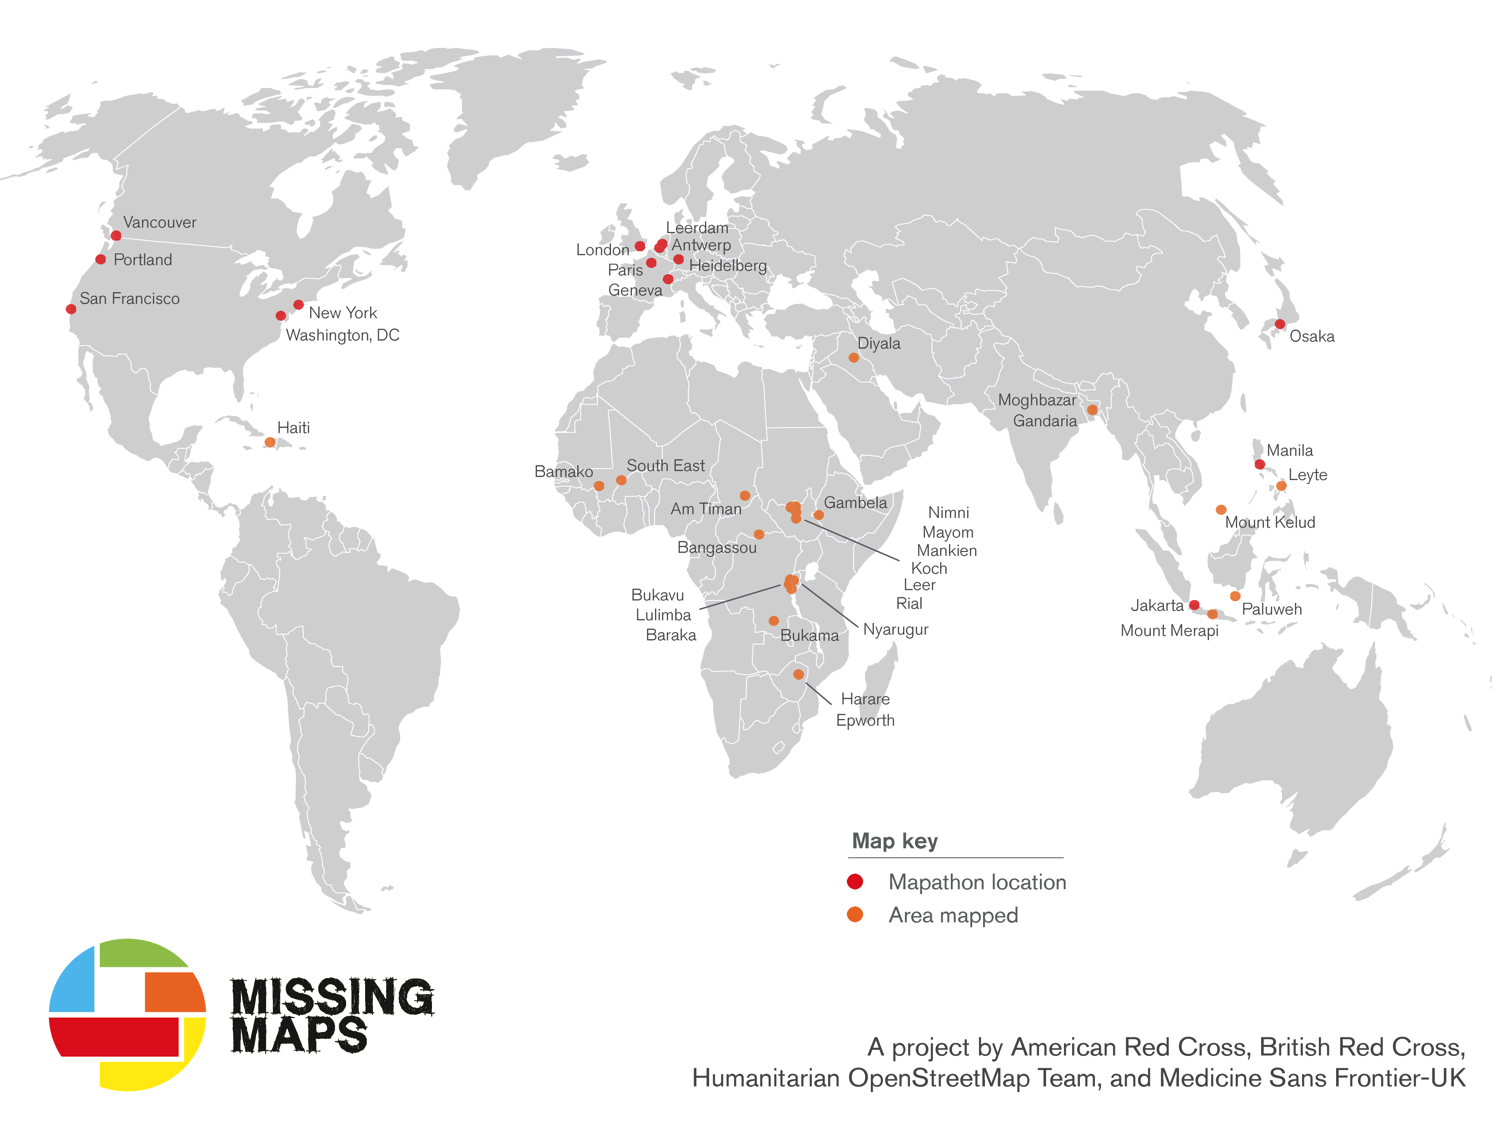 Vancouver
Portland
San Francisco
New York
Washington, DC
Haiti
Leerdam
London
Antwerp
Paris
Heidelberg
Geneva
Osaka
Diyala
Moghbazar
Gandaria
Manila
Leyte
Mount Kelud
Bamako
South East
Am Timan
Gambela
Bangassou
Nimni
Mayom
Mankien
Koch
Leer
Rial
Bukavu
Lulimba
Baraka
Nyarugur
Bukama
Harare
Epworth
Jakarta
Paluweh
Mount Merapi
Map key
Mapathon location
Area mapped
MISSING
MAPS
A project by American Red Cross, British Red Cross,
Humanitarian OpenStreetMap Team, and Medicine Sans Frontier-UK